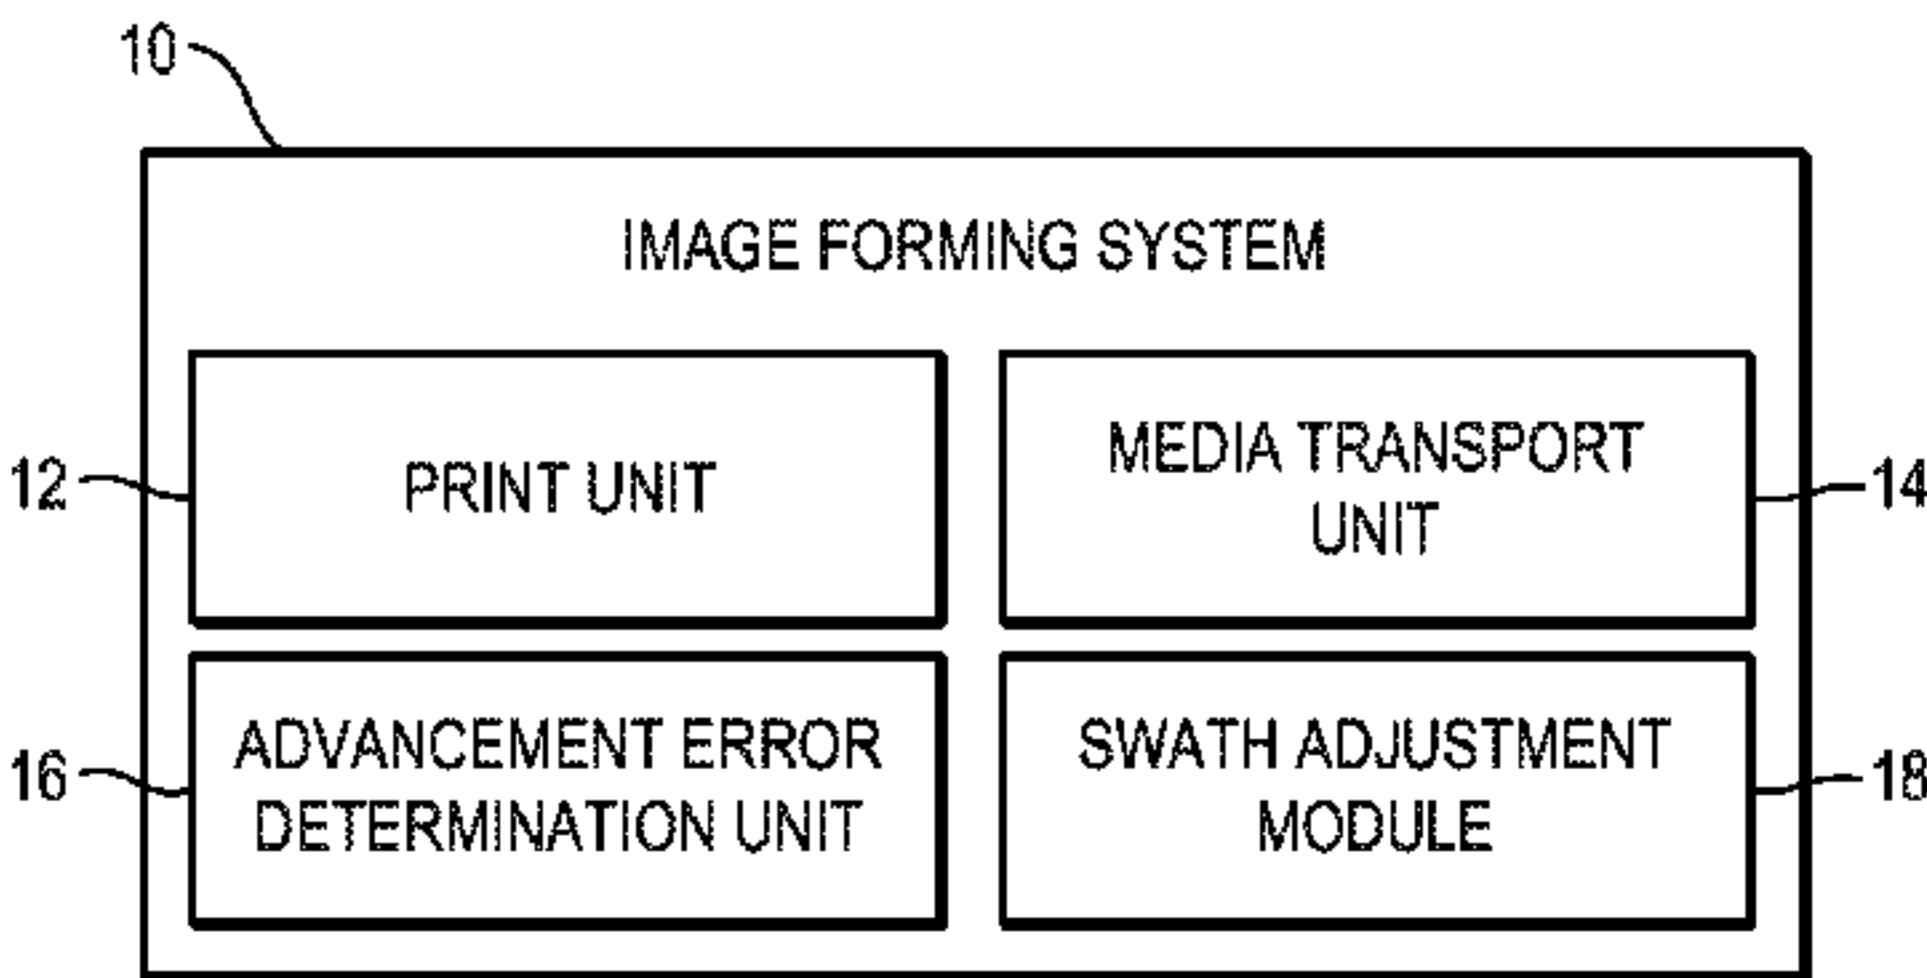 10
IMAGE FORMING SYSTEM
12
PRINT UNIT
MEDIA TRANSPORT
UNIT
14
16
ADVANCEMENT ERROR
DETERMINATION UNIT
SWATH ADJUSTMENT
MODULE
18